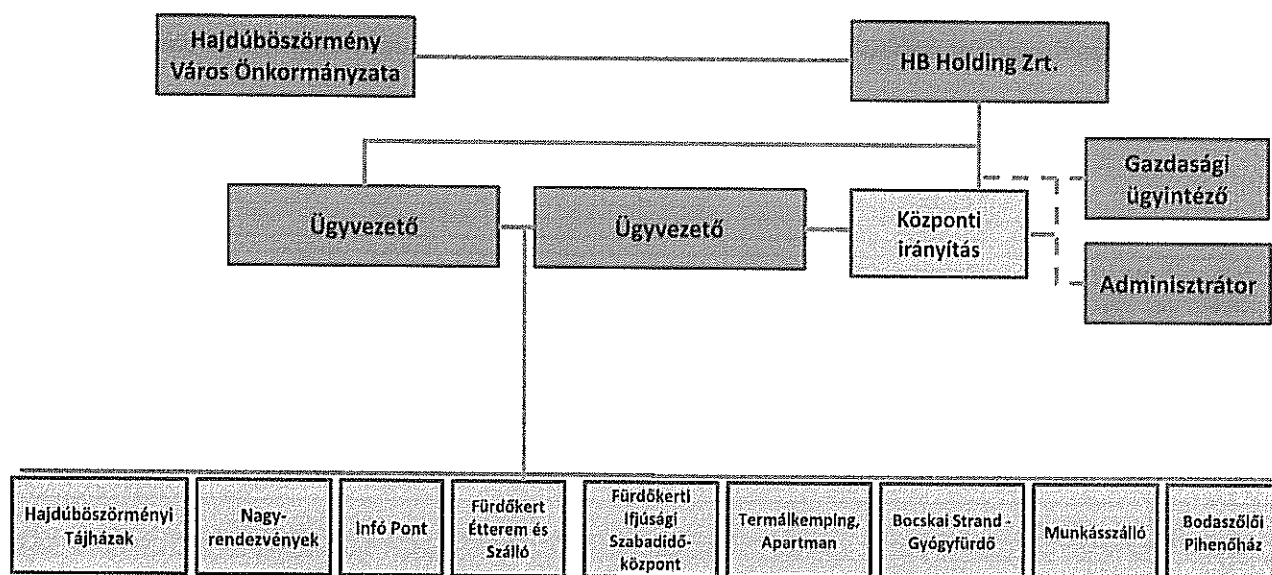 Hajdúböszörmény
Város Önkormányzata
HB Holding Zrt.
Gazdasági
ügyintéző
Ügyvezető
Ügyvezető
Központi
irányítás
Adminisztrátor
Hajdúböszörményi
Tájházak
Nagy-
rendezvények
Infó Pont
Fürdőkert
Étterem és
Szálló
Fürdőkerti
Ifjúsági
Szabadidő-
központ
Termálkemping,
Apartman
Bocskai Strand -
Gyógyfürdő
Munkásszálló
Bodaszőlői
Pihenőház